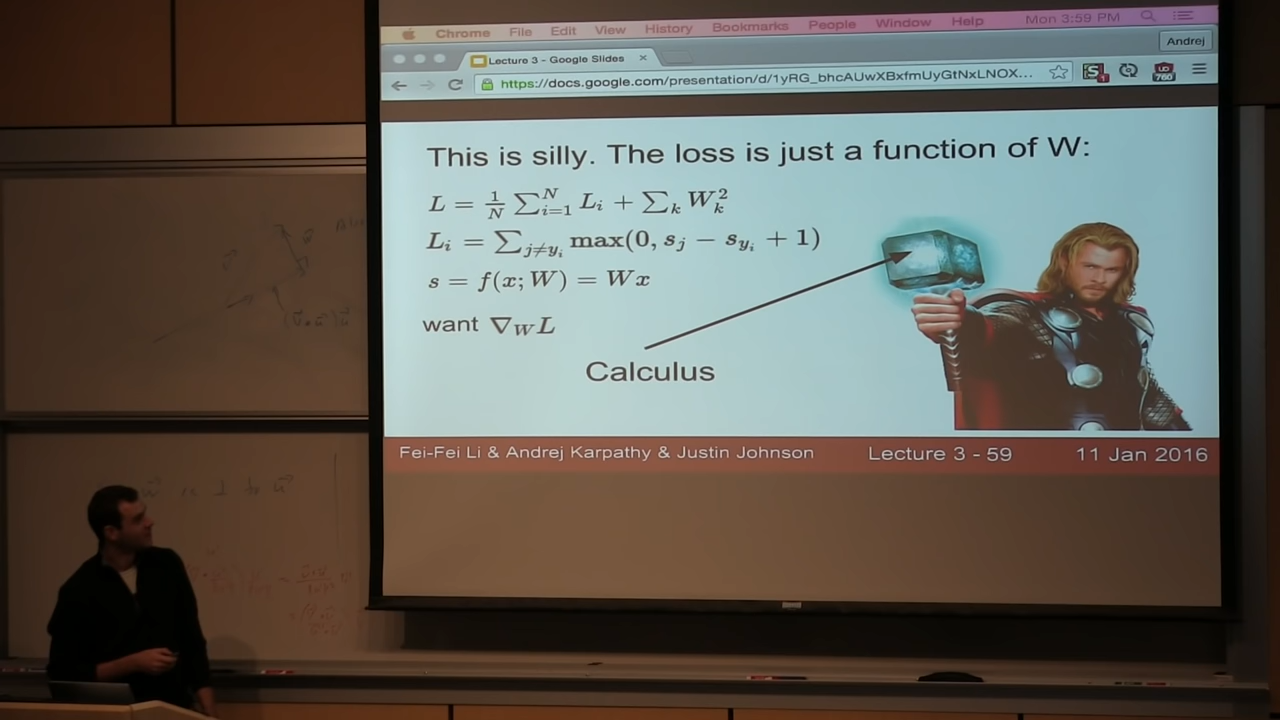 Chrome File Edit View History Bookmarks People Window Help Mon 3:59 PM
Lecture 3 - Google Slides ×
Andrej
https://docs.google.com/presentation/d/1yRG_bhcAUwXBxfmUyGtNxLNOX...
This is silly. The loss is just a function of W:
L = 1/N ∑_{i=1}^{N} L_i + ∑_k W_k^2
L_i = ∑_{j≠y_i} max(0, s_j − s_{y_i} + 1)
s = f(x; W) = Wx
want ∇_W L
Calculus
Fei-Fei Li & Andrej Karpathy & Justin Johnson Lecture 3 - 59 11 Jan 2016